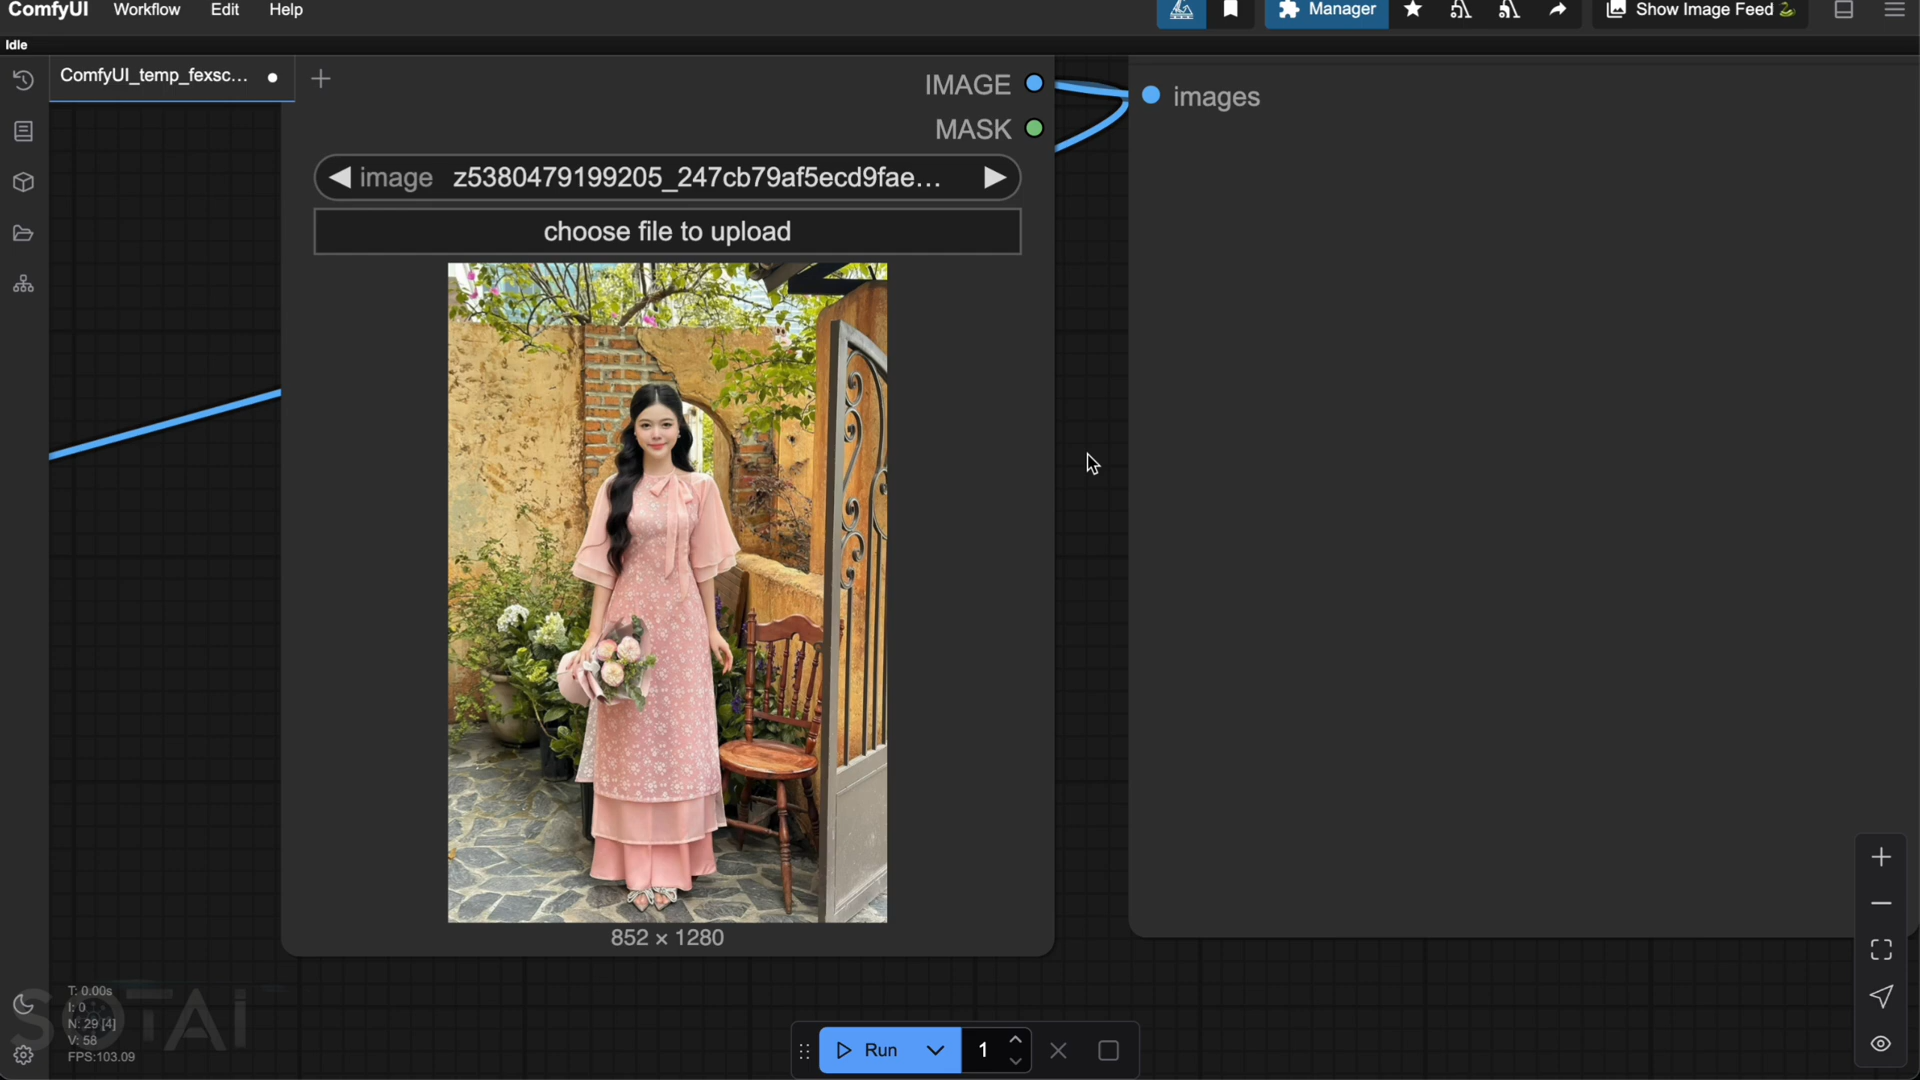 ComfyUI Workflow Edit Help Manager Show Image Feed
Idle
ComfyUI_temp_fexsc...
IMAGE
MASK
images
image z5380479199205_247cb79af5ecd9fae...
choose file to upload
852 × 1280
SOTAI
T: 0.00s
I: 0
N: 29 [4]
V: 58
FPS:103.09
Run 1